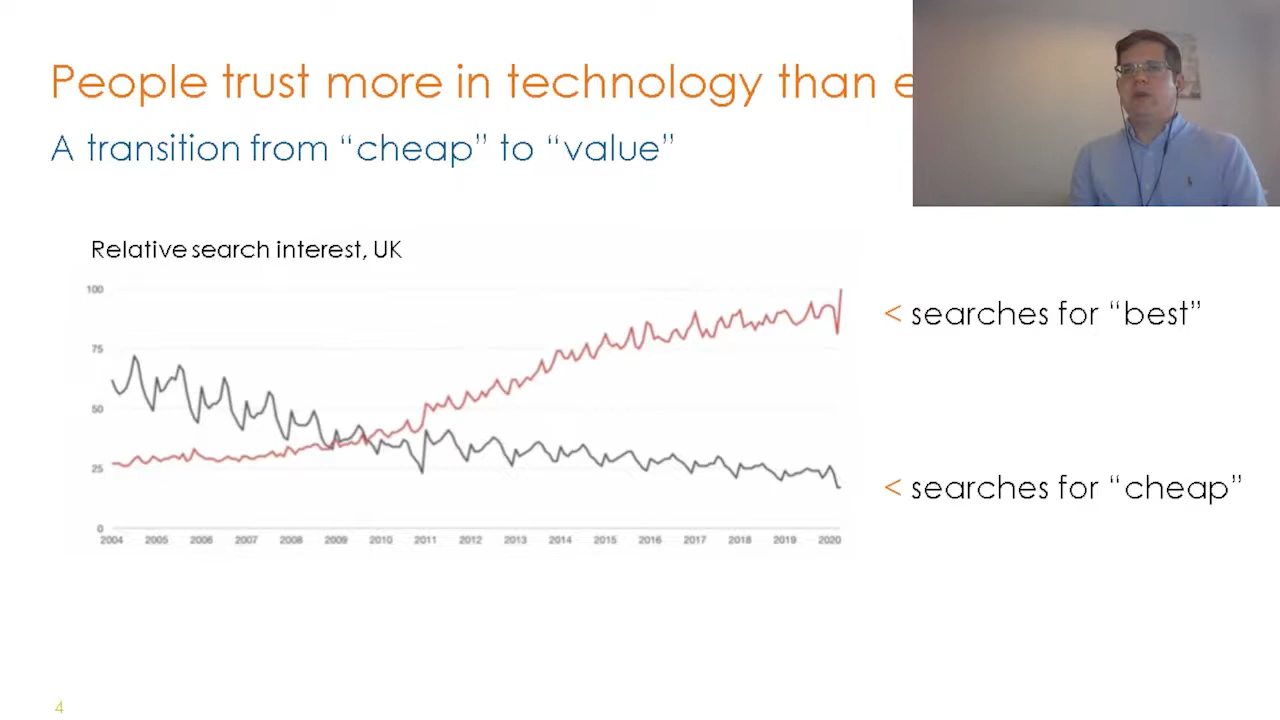 People trust more in technology than
A transition from “cheap” to “value”
Relative search interest, UK
100
75
50
25
0
2004 2005 2006 2007 2008 2009 2010 2011 2012 2013 2014 2015 2016 2017 2018 2019 2020
< searches for “best”
< searches for “cheap”
4